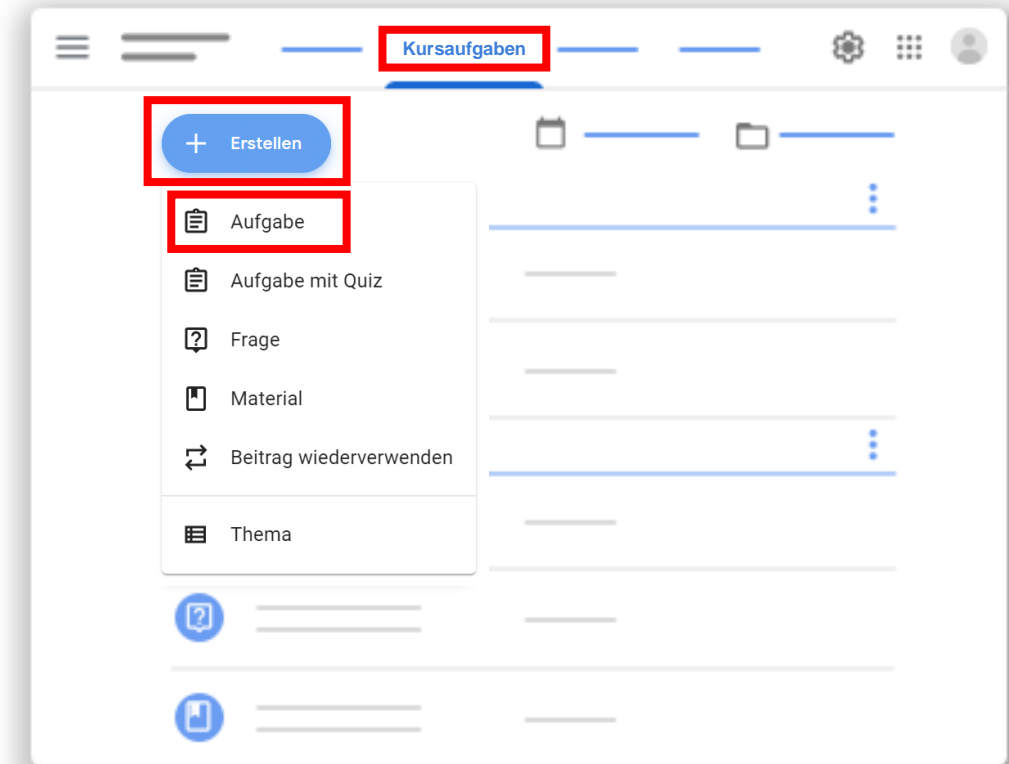 Kursaufgaben
Erstellen
Aufgabe
Aufgabe mit Quiz
Frage
Material
Beitrag wiederverwenden
Thema